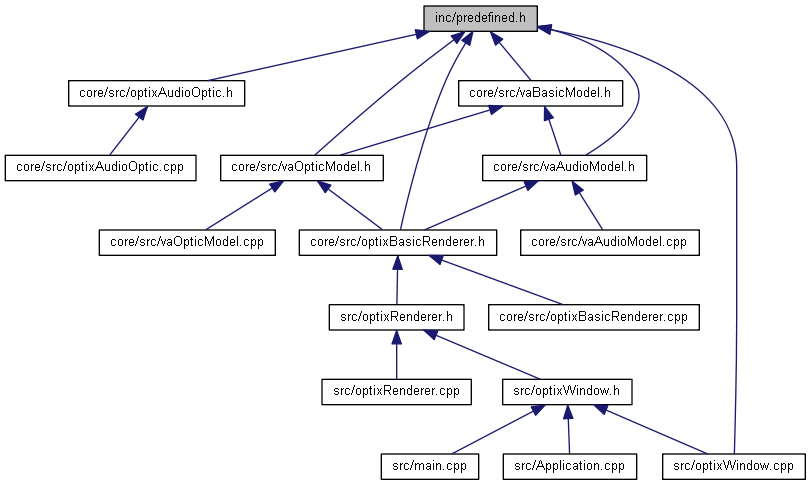 inc/predefined.h
core/src/optixAudioOptic.h
core/src/vaBasicModel.h
core/src/optixAudioOptic.cpp
core/src/vaOpticModel.h
core/src/vaAudioModel.h
core/src/vaOpticModel.cpp
core/src/optixBasicRenderer.h
core/src/vaAudioModel.cpp
src/optixRenderer.h
core/src/optixBasicRenderer.cpp
src/optixRenderer.cpp
src/optixWindow.h
src/main.cpp
src/Application.cpp
src/optixWindow.cpp